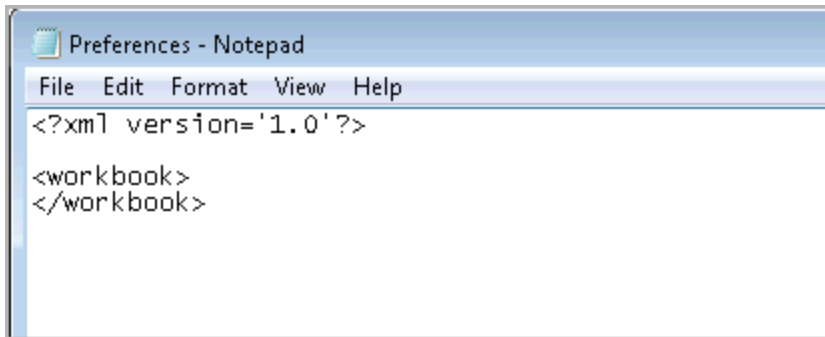 Preferences - Notepad
File Edit Format View Help
<?xml version='1.0'?>
<workbook>
</workbook>